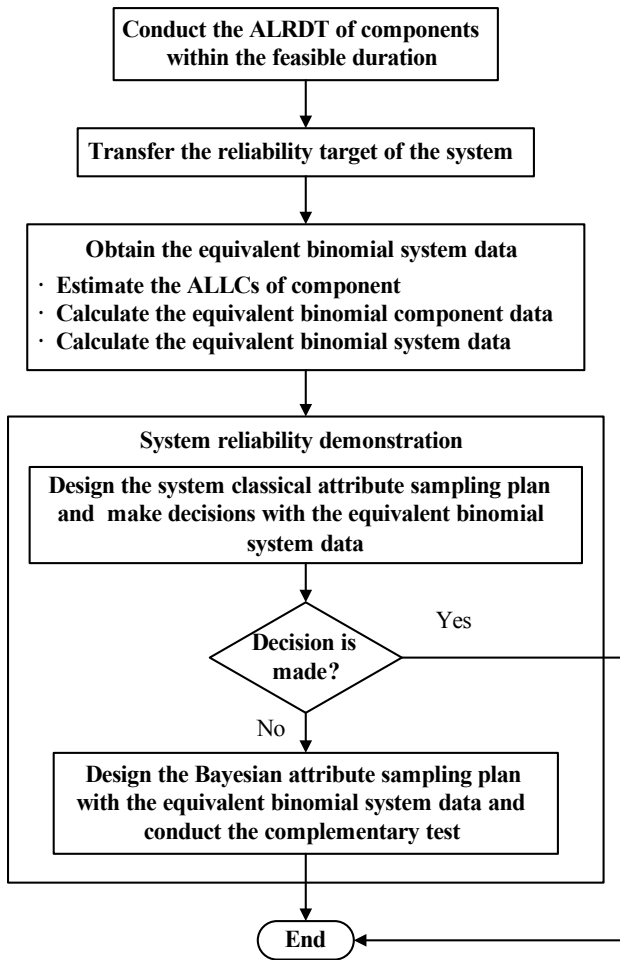 Conduct the ALRDT of components
within the feasible duration
Transfer the reliability target of the system
Obtain the equivalent binomial system data
· Estimate the ALLCs of component
· Calculate the equivalent binomial component data
· Calculate the equivalent binomial system data
System reliability demonstration
Design the system classical attribute sampling plan
and make decisions with the equivalent binomial
system data
Decision is
made?
Yes
No
Design the Bayesian attribute sampling plan
with the equivalent binomial system data and
conduct the complementary test
End